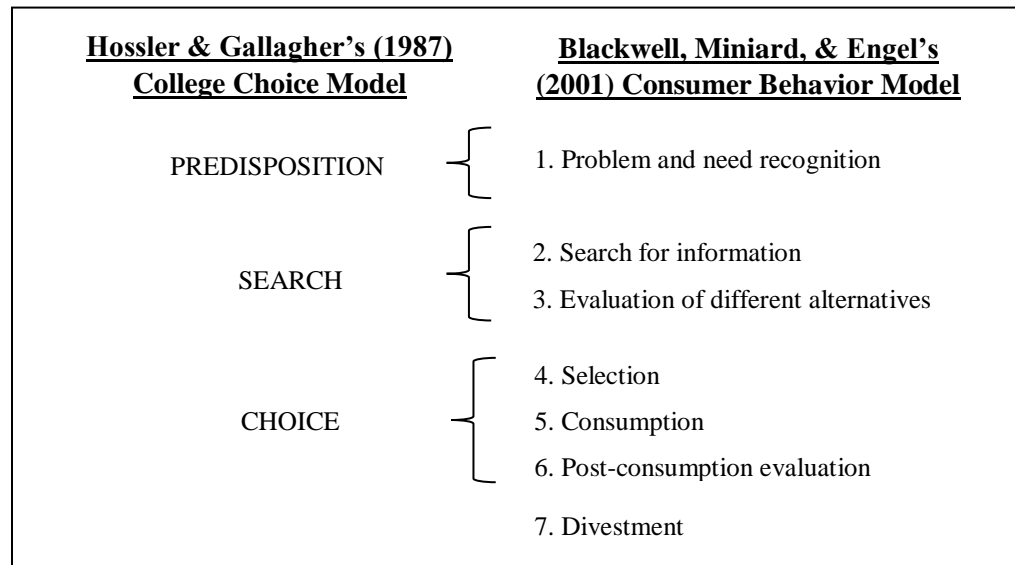 Hossler & Gallagher's (1987)
College Choice Model
Blackwell, Miniard, & Engel's
(2001) Consumer Behavior Model
PREDISPOSITION
1. Problem and need recognition
SEARCH
2. Search for information
3. Evaluation of different alternatives
CHOICE
4. Selection
5. Consumption
6. Post-consumption evaluation
7. Divestment